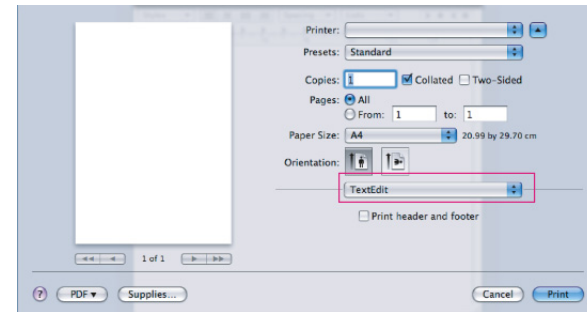 Printer:
Presets: Standard
Copies: 1 Collated Two-Sided
Pages: All
From: 1 to: 1
Paper Size: A4 20.99 by 29.70 cm
Orientation:
TextEdit
Print header and footer
1 of 1
? PDF Supplies... Cancel Print